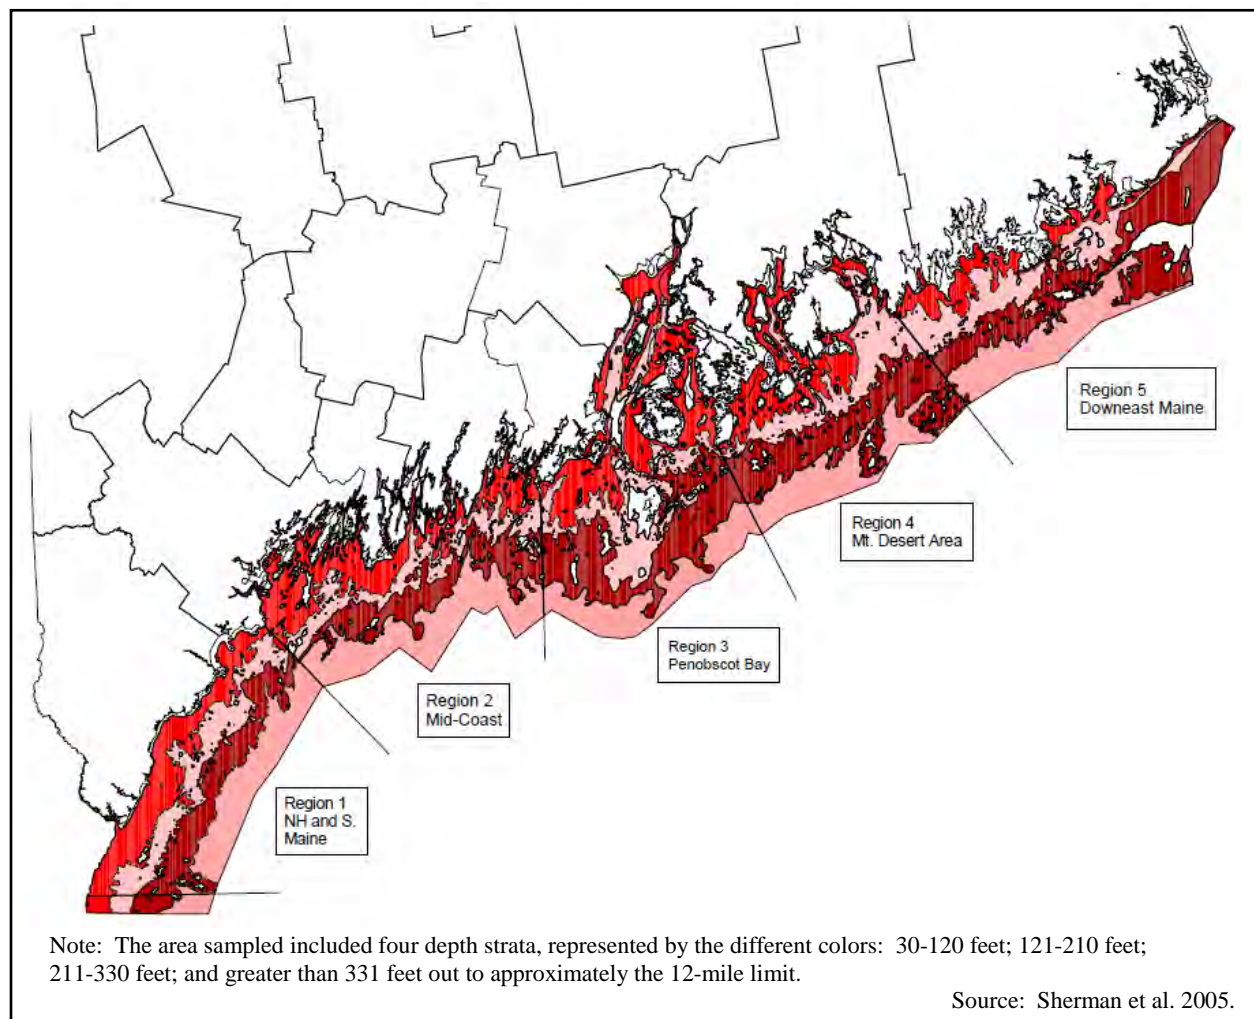 Region 5
Downeast Maine
Region 4
Mt. Desert Area
Region 3
Penobscot Bay
Region 2
Mid-Coast
Region 1
NH and S.
Maine
Note:  The area sampled included four depth strata, represented by the different colors:  30-120 feet; 121-210 feet;
211-330 feet; and greater than 331 feet out to approximately the 12-mile limit.
Source:  Sherman et al. 2005.